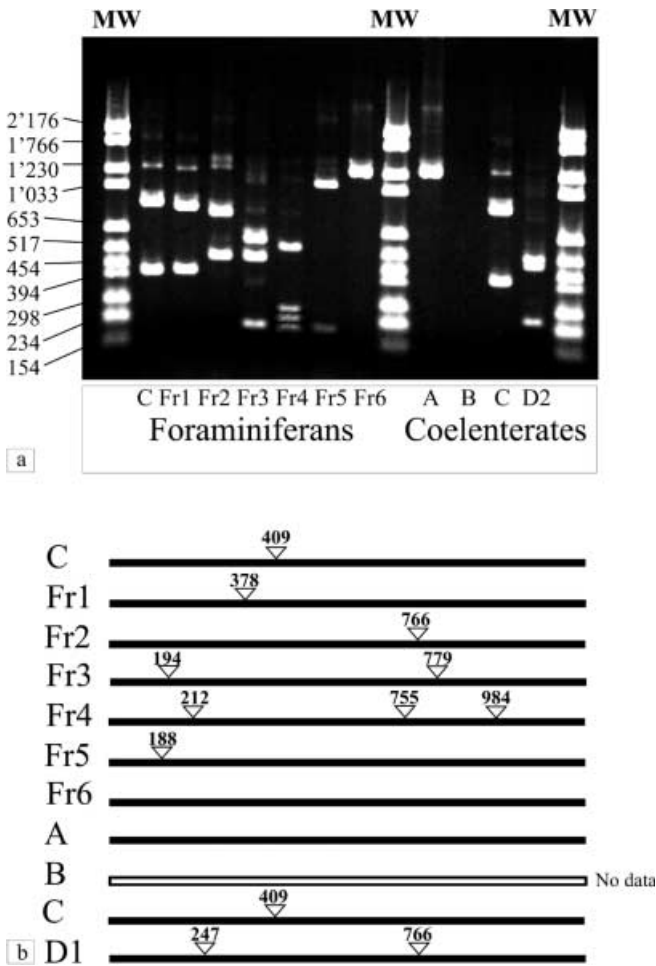 MW MW MW
2'176
1'766
1'230
1'033
653
517
454
394
298
234
154
C Fr1 Fr2 Fr3 Fr4 Fr5 Fr6 A B C D2
Foraminiferans Coelenterates
a
409
C
378
Fr1
766
Fr2
194 779
Fr3
212 755 984
Fr4
188
Fr5
Fr6
A
B No data
409
C
247 766
b D1